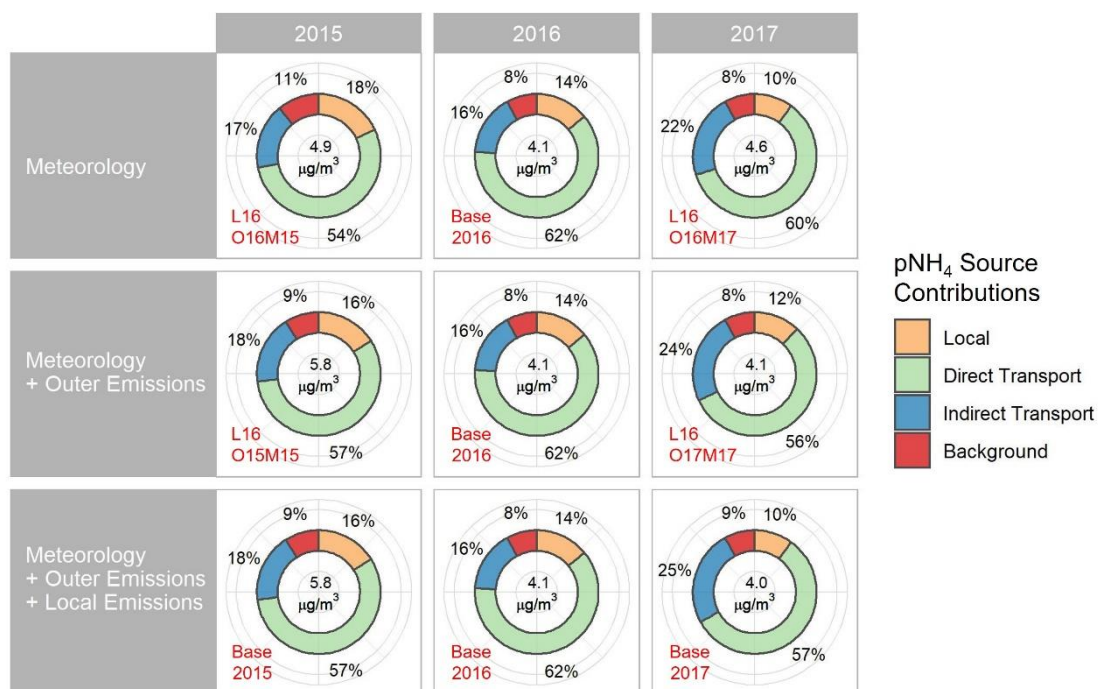 2015
2016
2017
Meteorology
11%
18%
17%
4.9
µg/m³
L16
O16M15
54%
8%
14%
16%
4.1
µg/m³
Base
2016
62%
8%
10%
22%
4.6
µg/m³
L16
O16M17
60%
Meteorology
+ Outer Emissions
9%
16%
18%
5.8
µg/m³
L16
O15M15
57%
8%
14%
16%
4.1
µg/m³
Base
2016
62%
8%
12%
24%
4.1
µg/m³
L16
O17M17
56%
Meteorology
+ Outer Emissions
+ Local Emissions
9%
16%
18%
5.8
µg/m³
Base
2015
57%
8%
14%
16%
4.1
µg/m³
Base
2016
62%
9%
10%
25%
4.0
µg/m³
Base
2017
57%
pNH₄ Source
Contributions
Local
Direct Transport
Indirect Transport
Background